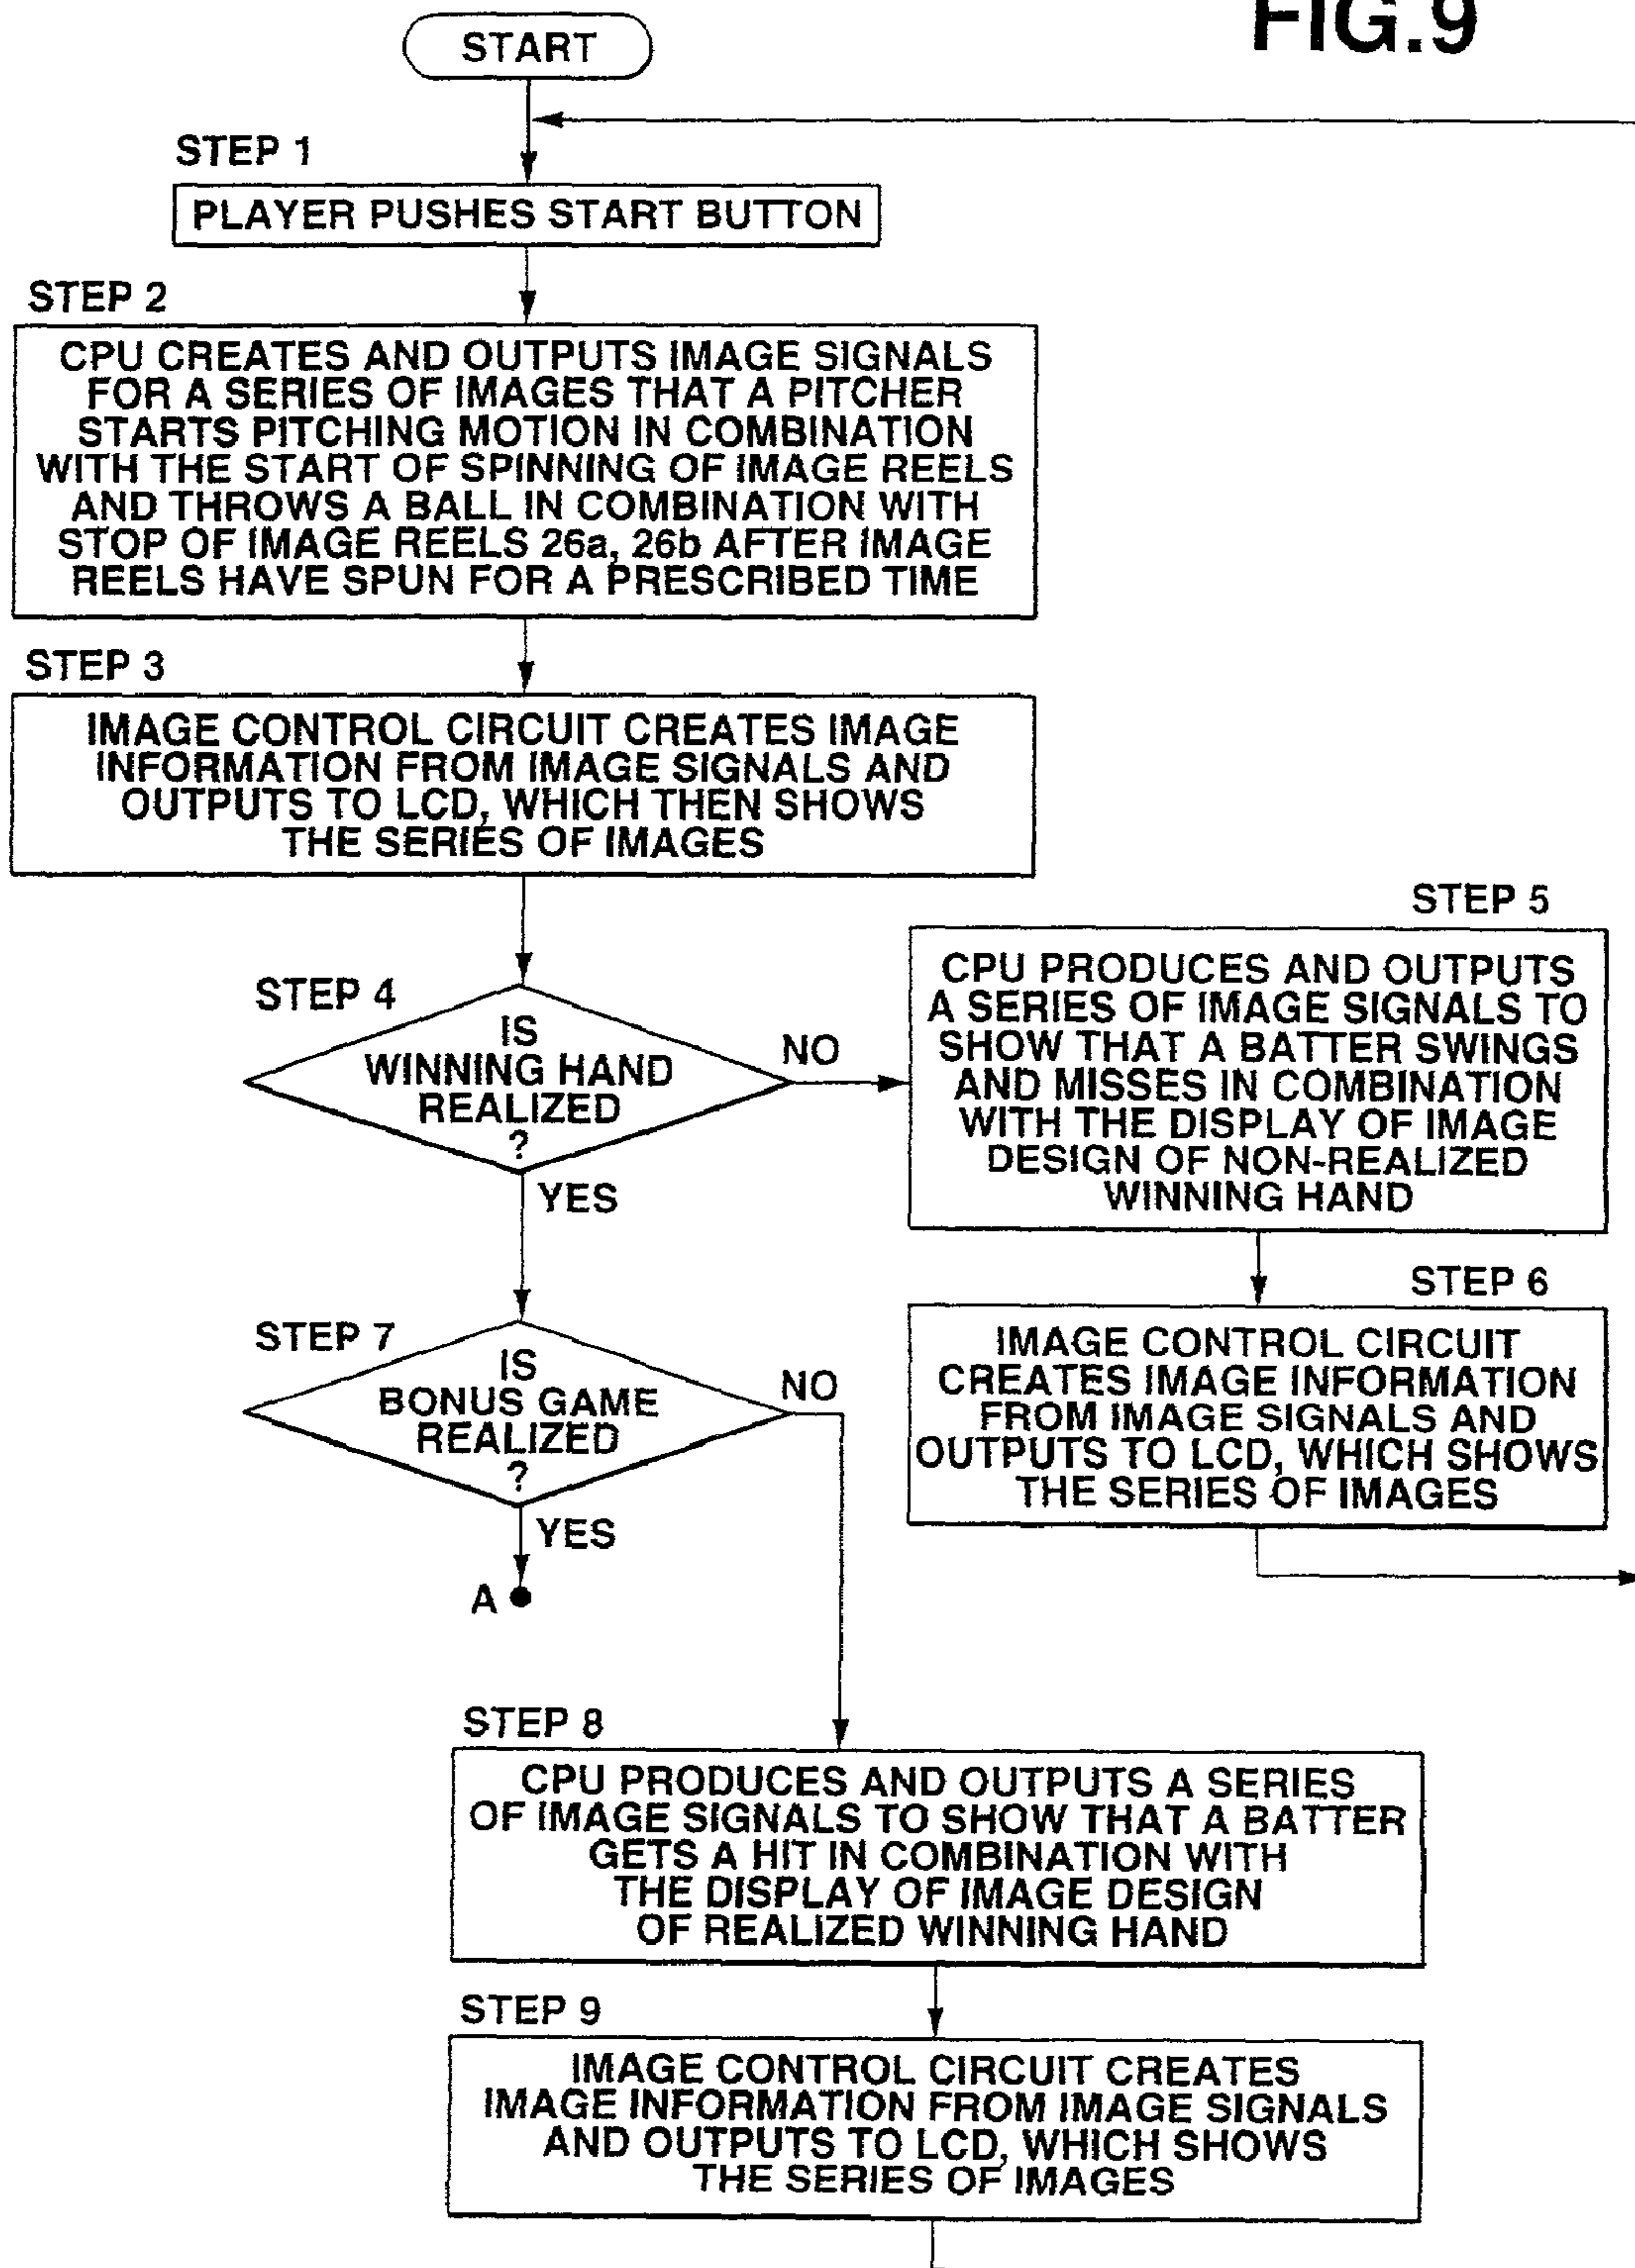 FIG.9
START
STEP 1
PLAYER PUSHES START BUTTON
STEP 2
CPU CREATES AND OUTPUTS IMAGE SIGNALS
FOR A SERIES OF IMAGES THAT A PITCHER
STARTS PITCHING MOTION IN COMBINATION
WITH THE START OF SPINNING OF IMAGE REELS
AND THROWS A BALL IN COMBINATION WITH
STOP OF IMAGE REELS 26a, 26b AFTER IMAGE
REELS HAVE SPUN FOR A PRESCRIBED TIME
STEP 3
IMAGE CONTROL CIRCUIT CREATES IMAGE
INFORMATION FROM IMAGE SIGNALS AND
OUTPUTS TO LCD, WHICH THEN SHOWS
THE SERIES OF IMAGES
STEP 4
IS
WINNING HAND
REALIZED
?
NO
YES
STEP 5
CPU PRODUCES AND OUTPUTS
A SERIES OF IMAGE SIGNALS TO
SHOW THAT A BATTER SWINGS
AND MISSES IN COMBINATION
WITH THE DISPLAY OF IMAGE
DESIGN OF NON-REALIZED
WINNING HAND
STEP 6
IMAGE CONTROL CIRCUIT
CREATES IMAGE INFORMATION
FROM IMAGE SIGNALS AND
OUTPUTS TO LCD, WHICH SHOWS
THE SERIES OF IMAGES
STEP 7
IS
BONUS GAME
REALIZED
?
NO
YES
A
STEP 8
CPU PRODUCES AND OUTPUTS A SERIES
OF IMAGE SIGNALS TO SHOW THAT A BATTER
GETS A HIT IN COMBINATION WITH
THE DISPLAY OF IMAGE DESIGN
OF REALIZED WINNING HAND
STEP 9
IMAGE CONTROL CIRCUIT CREATES
IMAGE INFORMATION FROM IMAGE SIGNALS
AND OUTPUTS TO LCD, WHICH SHOWS
THE SERIES OF IMAGES